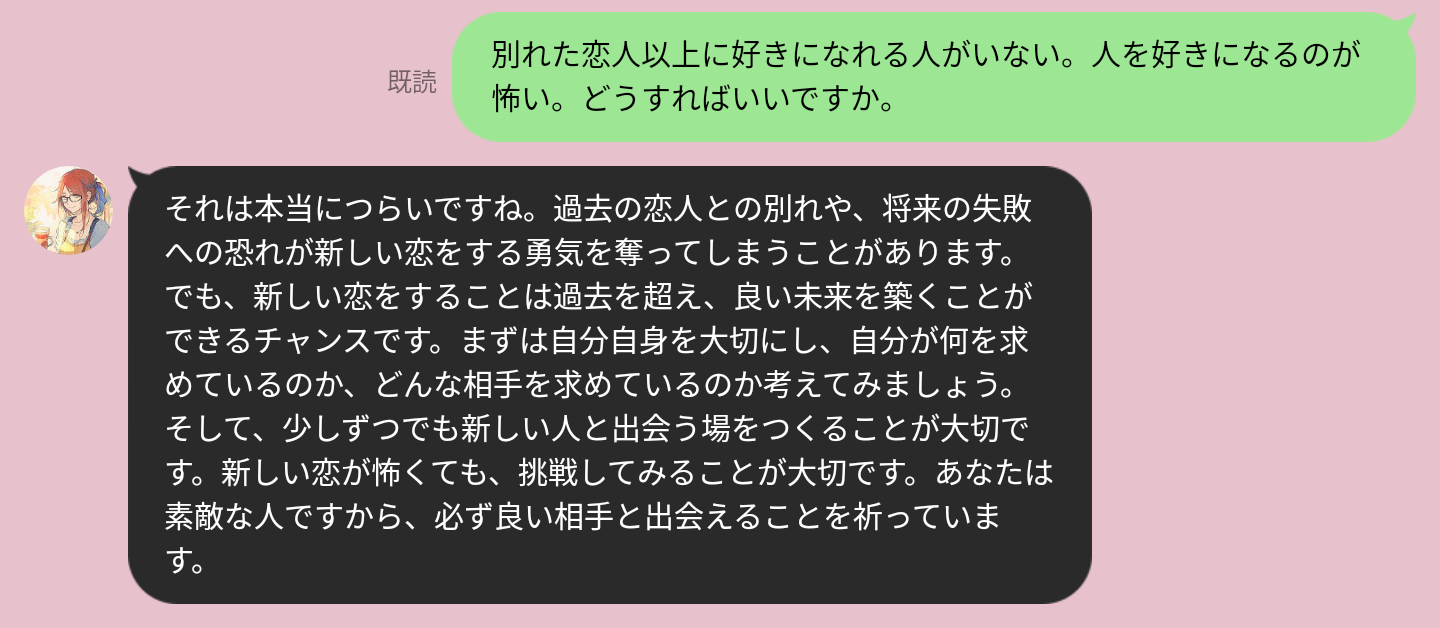 別れた恋人以上に好きになれる人がいない。人を好きになるのが
怖い。どうすればいいですか。
既読
それは本当につらいですね。過去の恋人との別れや、将来の失敗
への恐れが新しい恋をする勇気を奪ってしまうことがあります。
でも、新しい恋をすることは過去を超え、良い未来を築くことが
できるチャンスです。まずは自分自身を大切にし、自分が何を求
めているのか、どんな相手を求めているのか考えてみましょう。
そして、少しずつでも新しい人と出会う場をつくることが大切で
す。新しい恋が怖くても、挑戦してみることが大切です。あなたは
素敵な人ですから、必ず良い相手と出会えることを祈っていま
す。